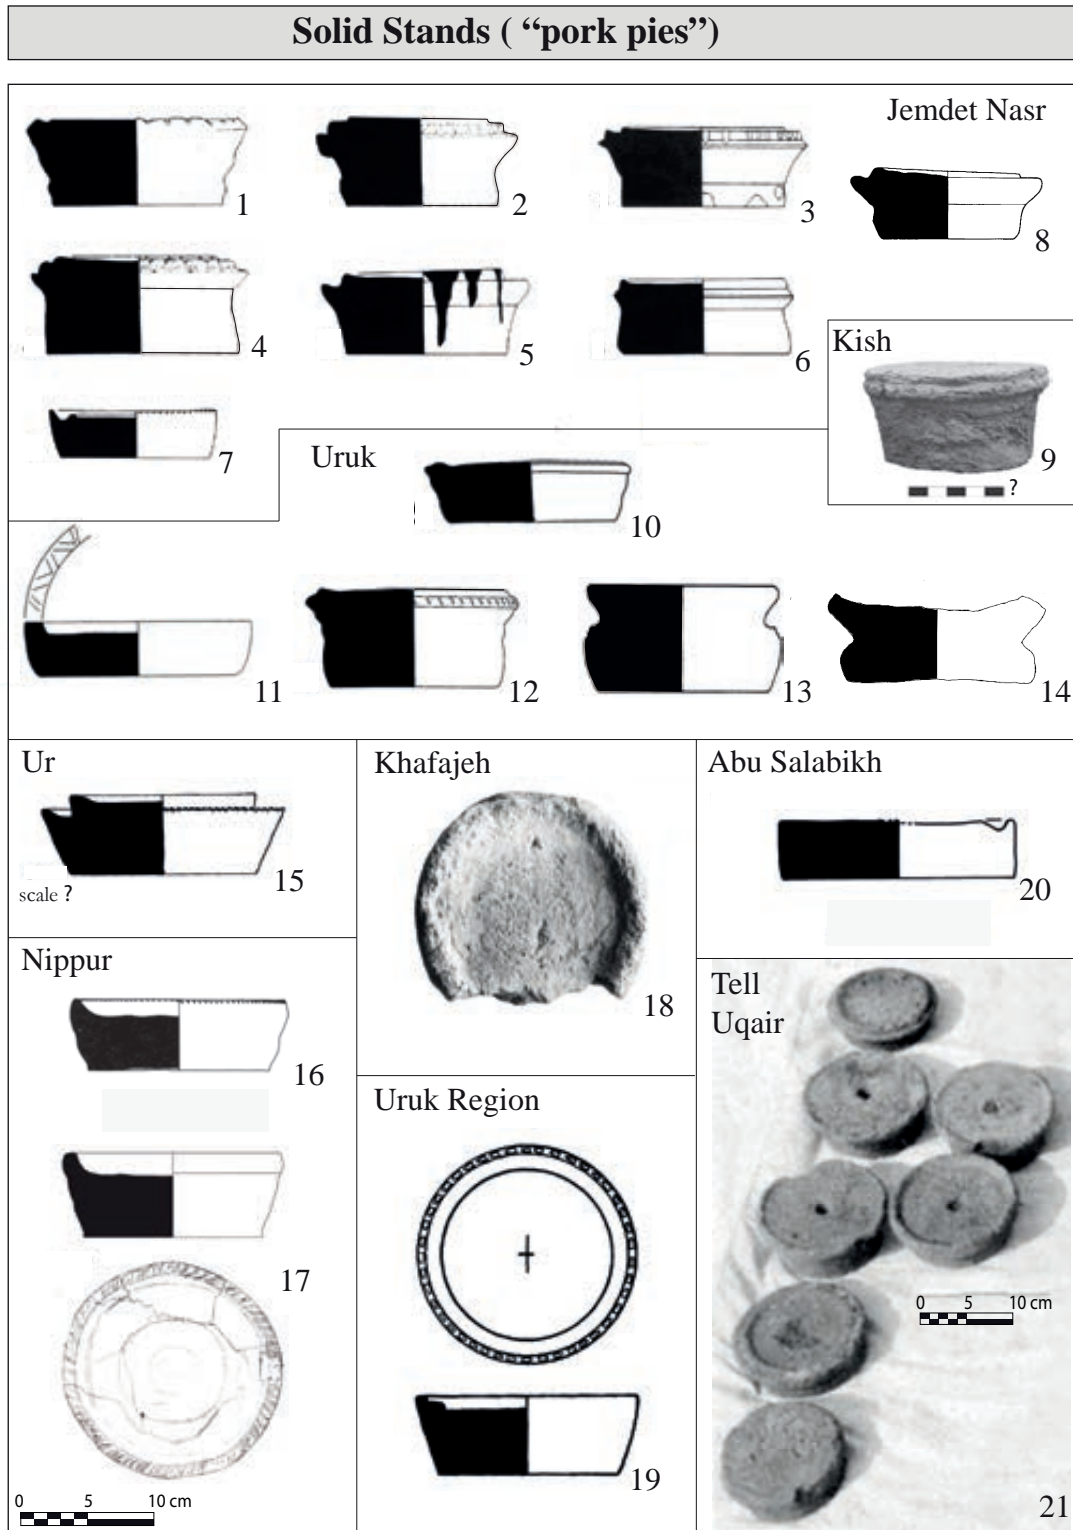 Solid Stands ( “pork pies”)
Jemdet Nasr
1
2
3
8
4
5
6
Kish
7
9
?
Uruk
10
11
12
13
14
Ur
15
scale ?
Khafajeh
18
Abu Salabikh
20
Nippur
16
17
0 5 10 cm
Uruk Region
19
Tell
Uqair
0 5 10 cm
21